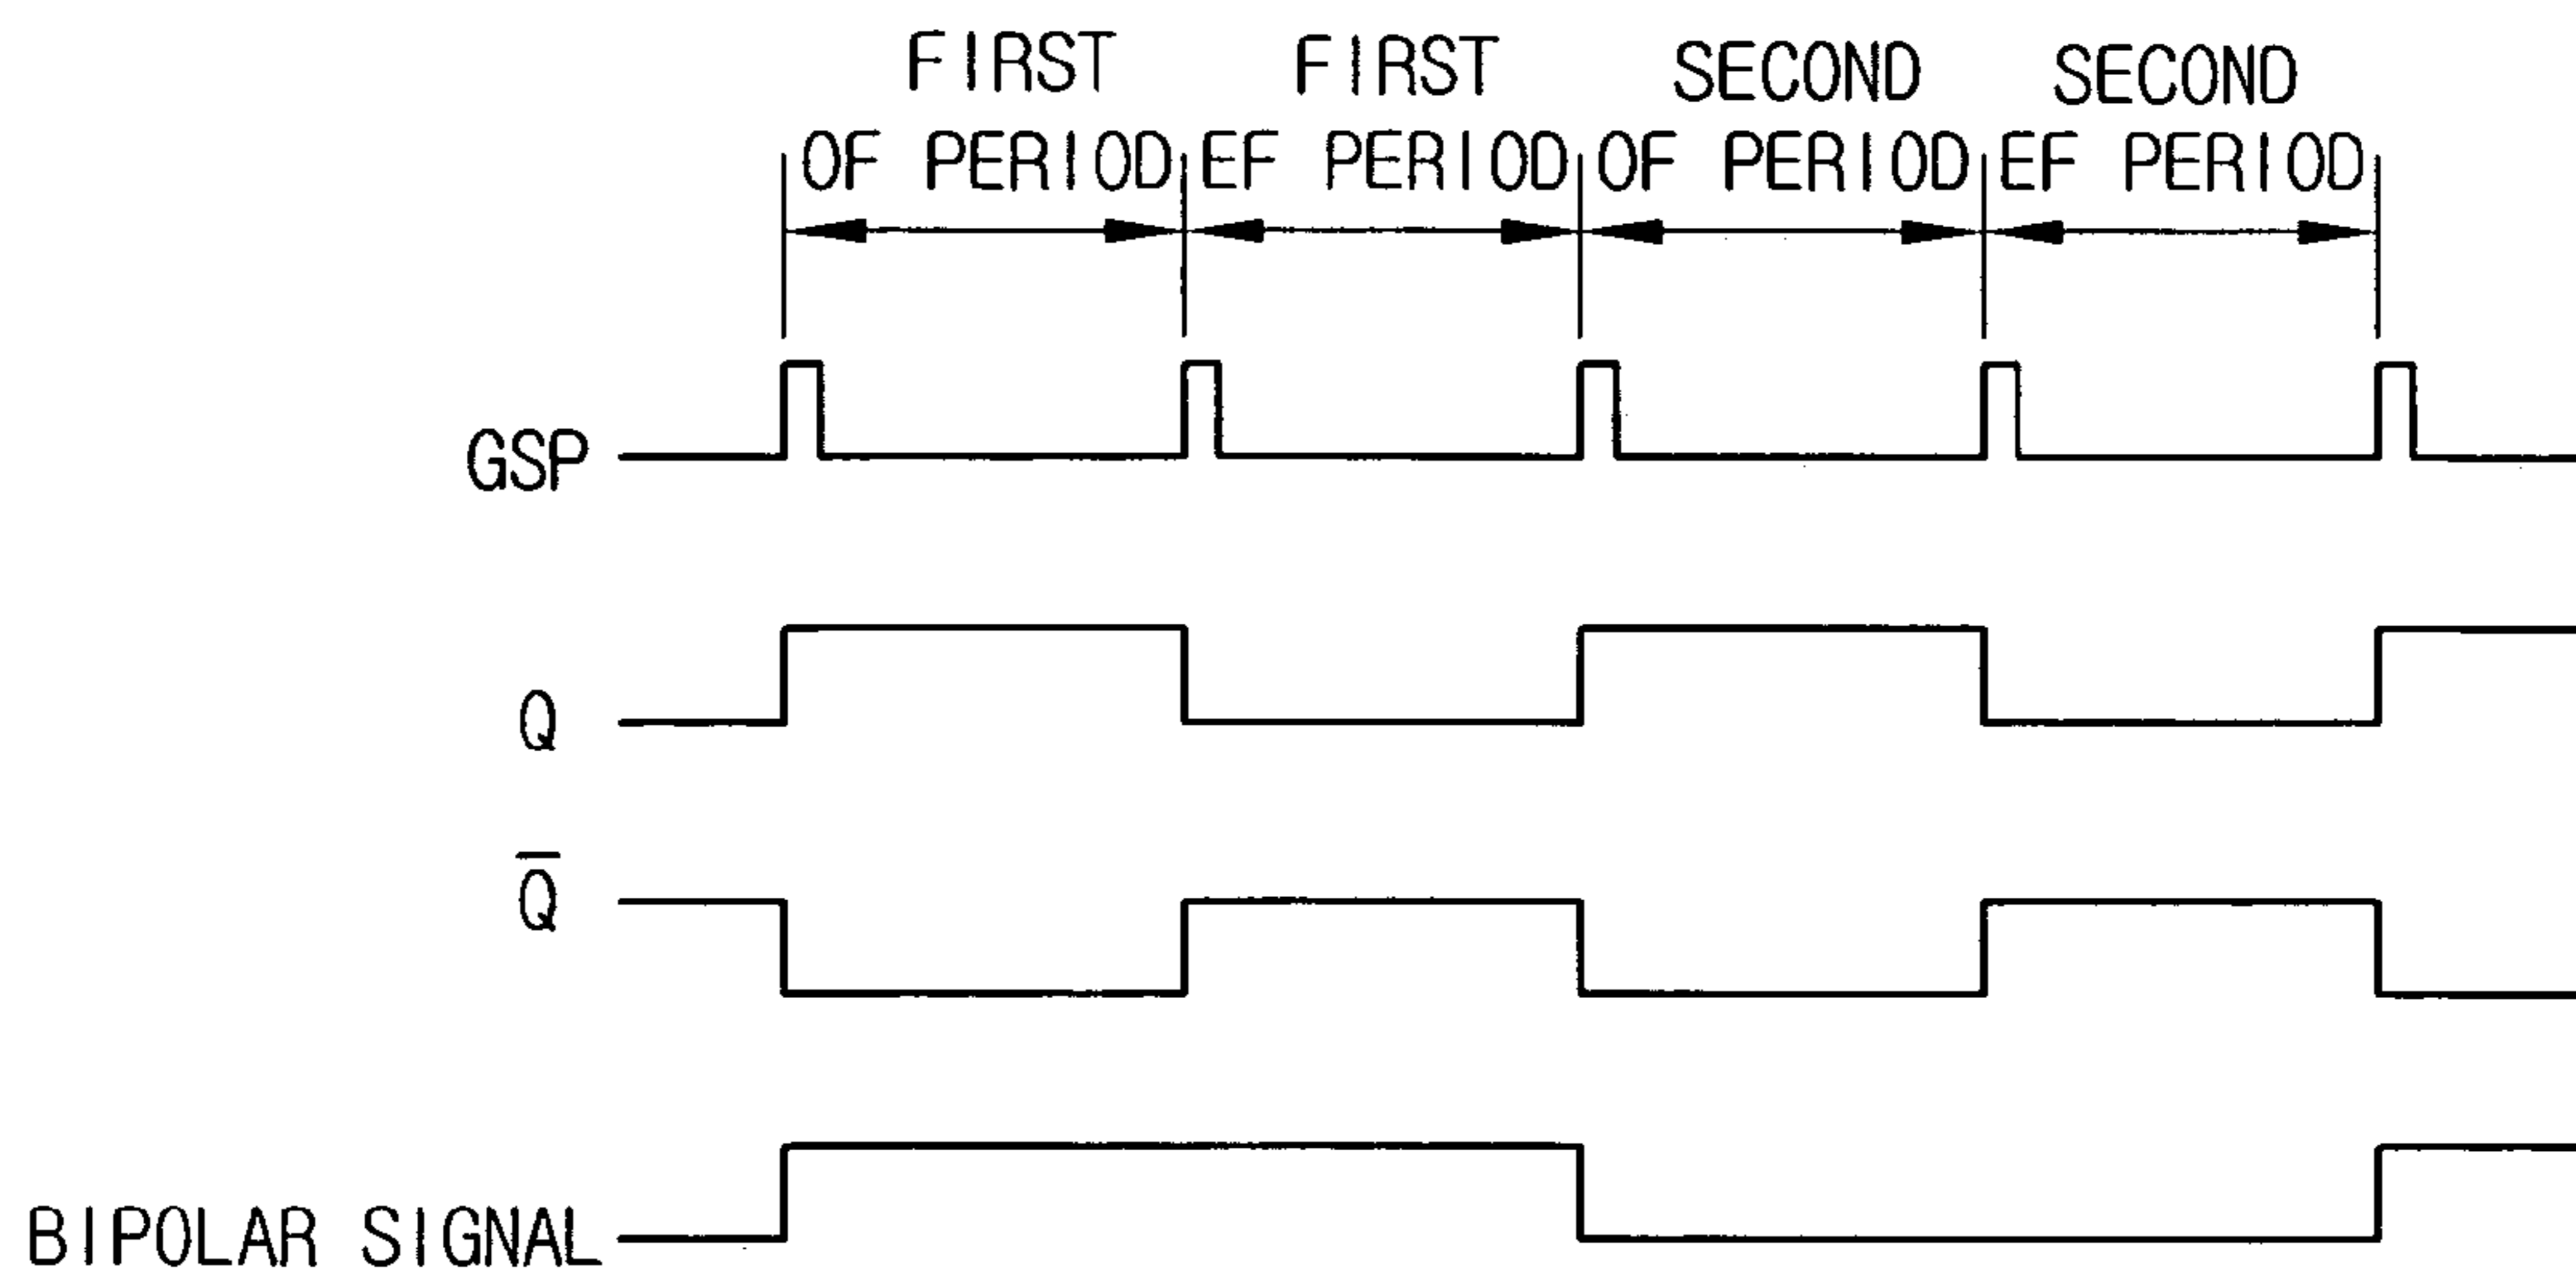 FIRST FIRST SECOND SECOND
OF PERIOD EF PERIOD OF PERIOD EF PERIOD
GSP
Q
Q̅
BIPOLAR SIGNAL